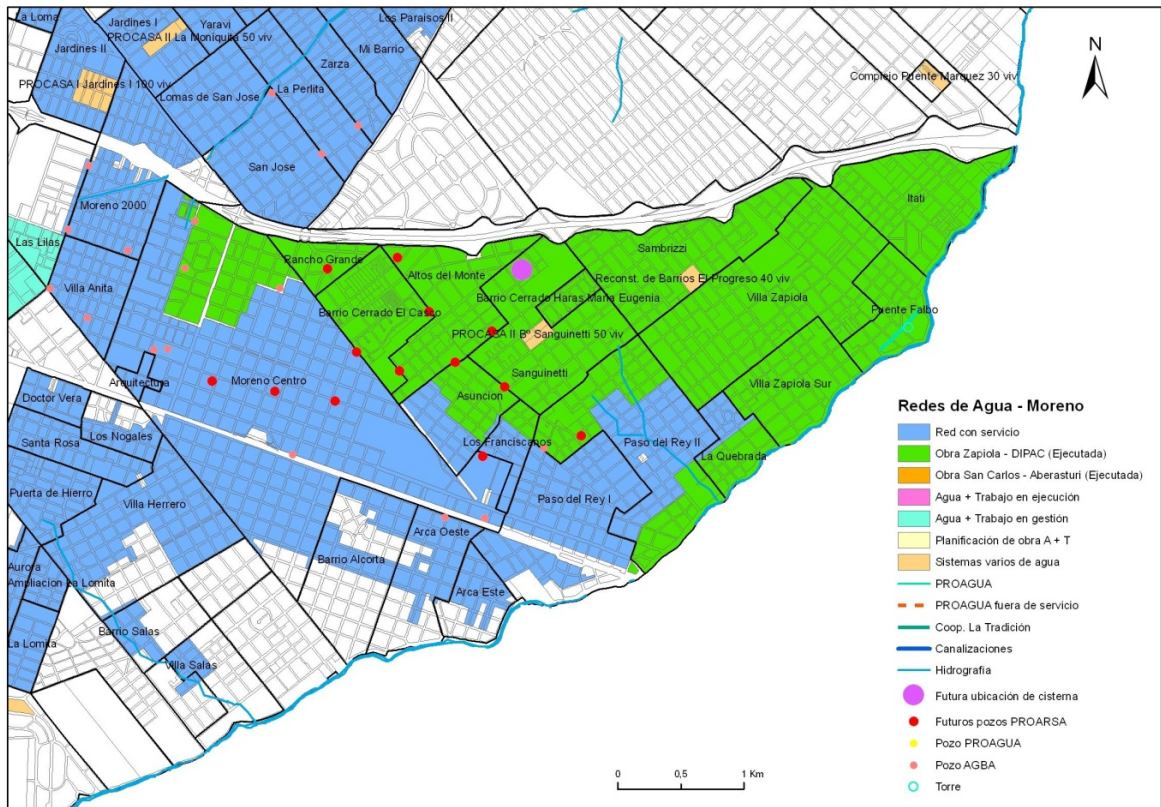 La Loma
Jardines I
Yaravi
Los Paraisos II
PROCASA II La Moniquita 50 viv
Jardines II
Mi Barrio
Zarza
PROCASA I Jardines I 100 viv
La Perlita
Lomas de San Jose
San Jose
Complejo Puente Marquez 30 viv
N
Moreno 2000
Las Lilas
Villa Anita
Rancho Grande
Altos del Monte
Sambrizzi
Itati
Reconst. de Barrios El Progreso 40 viv
Barrio Cerrado Haras Maria Eugenia
Villa Zapiola
Barrio Cerrado El Casco
Puente Falbo
PROCASA II Bº Sanguinetti 50 viv
Sanguinetti
Arquitectura
Moreno Centro
Villa Zapiola Sur
Doctor Vera
Asuncion
Los Nogales
Santa Rosa
Los Franciscanos
Paso del Rey II
La Quebrada
Puerta de Hierro
Villa Herrero
Paso del Rey I
Arca Oeste
Barrio Alcorta
Aurora
Ampliacion La Lomita
Arca Este
Barrio Salas
La Lomita
Villa Salas
Redes de Agua - Moreno
Red con servicio
Obra Zapiola - DIPAC (Ejecutada)
Obra San Carlos - Aberasturi (Ejecutada)
Agua + Trabajo en ejecución
Agua + Trabajo en gestión
Planificación de obra A + T
Sistemas varios de agua
PROAGUA
PROAGUA fuera de servicio
Coop. La Tradición
Canalizaciones
Hidrografia
Futura ubicación de cisterna
Futuros pozos PROARSA
Pozo PROAGUA
Pozo AGBA
Torre
0 0,5 1 Km